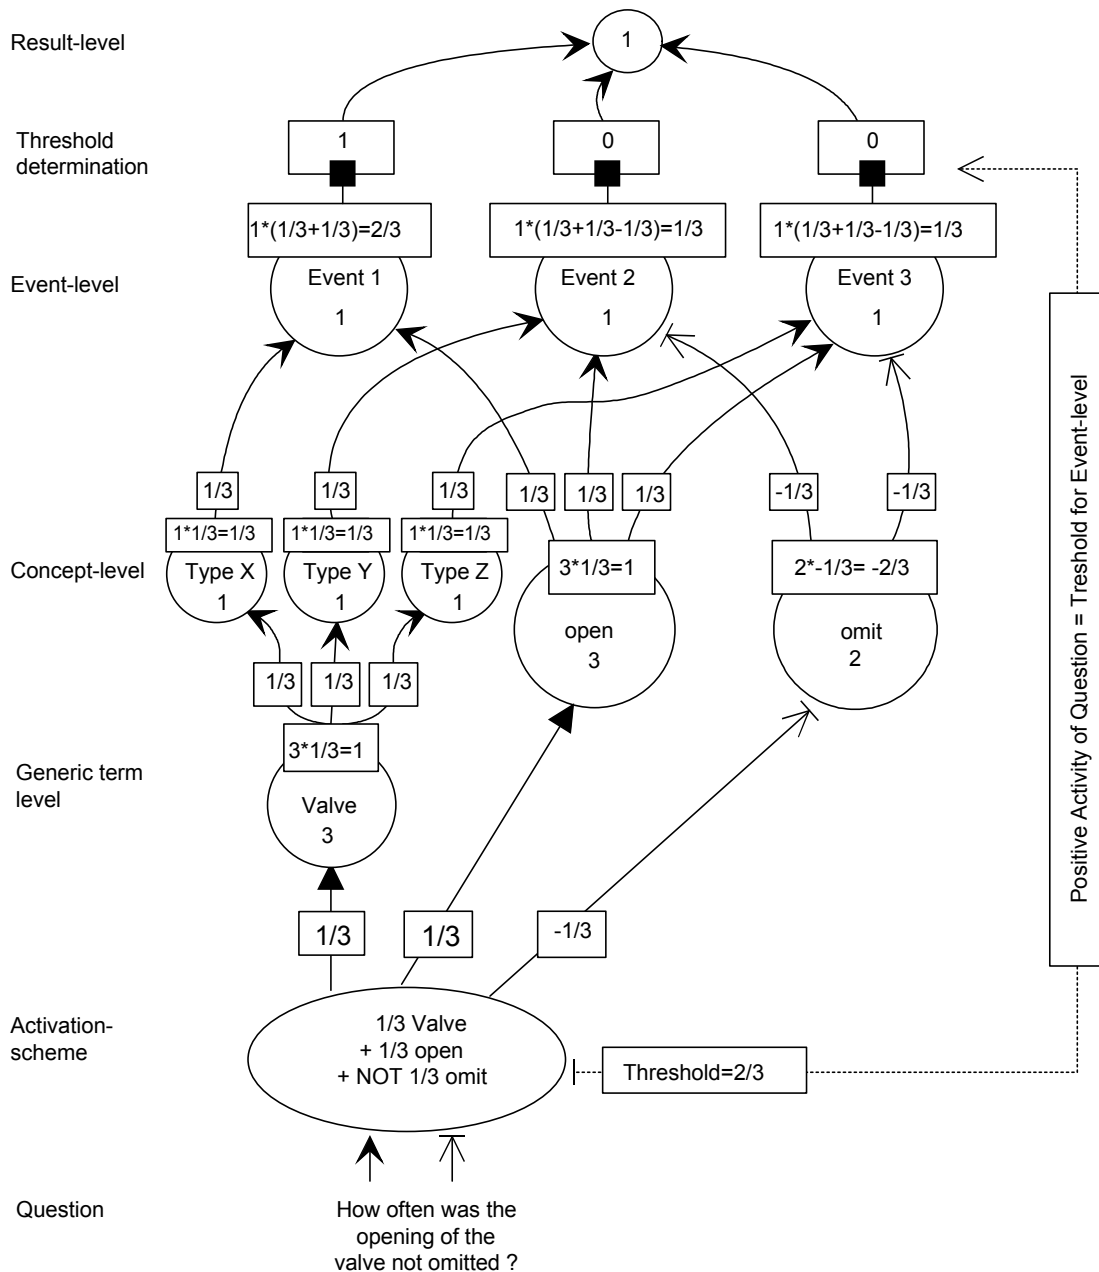 Result-level
1
Threshold
determination
1
0
0
1*(1/3+1/3)=2/3
1*(1/3+1/3-1/3)=1/3
1*(1/3+1/3-1/3)=1/3
Event-level
Event 1
1
Event 2
1
Event 3
1
1/3
1/3
1/3
1/3
1/3
1/3
-1/3
-1/3
1*1/3=1/3
1*1/3=1/3
1*1/3=1/3
3*1/3=1
2*-1/3= -2/3
Concept-level
Type X
1
Type Y
1
Type Z
1
open
3
omit
2
1/3
1/3
1/3
3*1/3=1
Generic term
level
Valve
3
1/3
1/3
-1/3
Activation-
scheme
1/3 Valve
+ 1/3 open
+ NOT 1/3 omit
Threshold=2/3
Positive Activity of Question = Treshold for Event-level
Question
How often was the
opening of the
valve not omitted ?